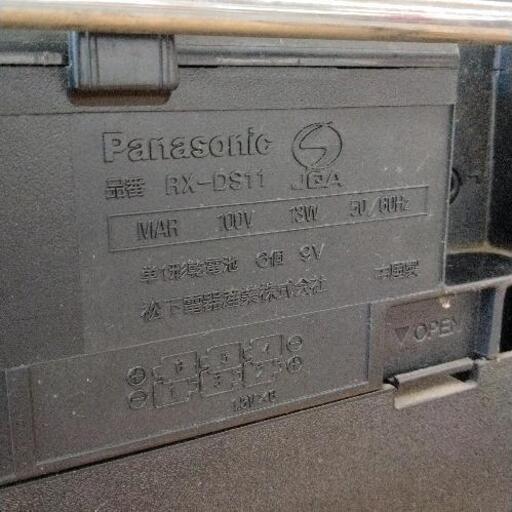 Panasonic
品番 RX-DS11 JQA
MAR 100V 13W 50/60Hz
単1形乾電池 6個 9V
松下電器産業株式会社 中国製
▽OPEN